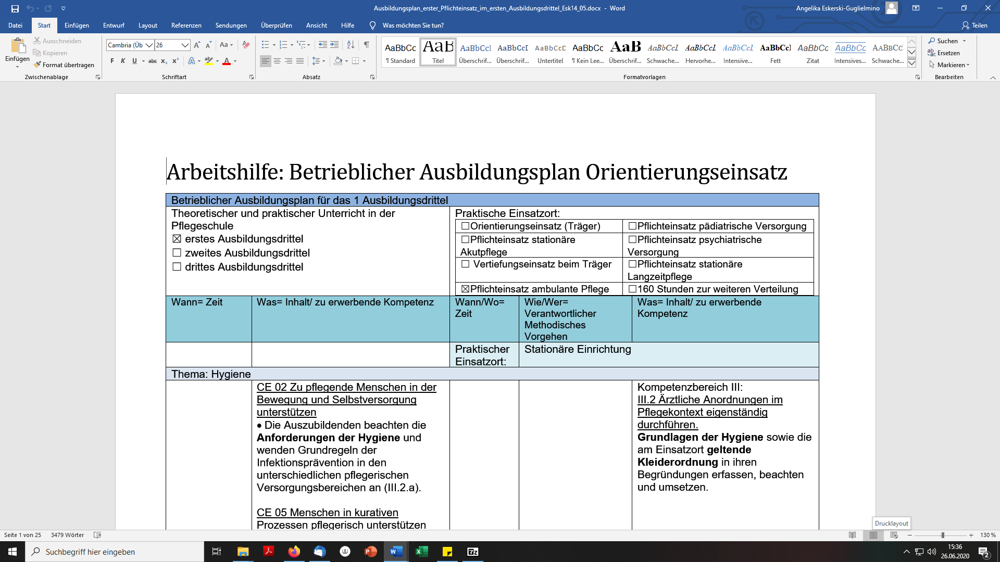 Ausbildungsplan_erster_Pflichteinsatz_im_ersten_Ausbildungsdrittel_Esk14_05.docx - Word
Angelika Eskerski-Guglielmino
Datei Start Einfügen Entwurf Layout Referenzen Sendungen Überprüfen Ansicht Hilfe Was möchten Sie tun? Teilen
Einfügen
Ausschneiden
Kopieren
Format übertragen
Zwischenablage
Cambria (Üb 26
Schriftart
Absatz
AaBbCc AaB AaBbCcI AaBbCcI AaBbCcD AaBbCc AaBb AaBbCcI AaBbCcI AaBbCcI AaBbCcI AaBbCc AaBbCc AABBCC
¶ Standard Titel Überschrif... Überschrif... Untertitel ¶ Kein Lee... Überschrif... Schwache... Hervorhe... Intensive... Fett Zitat Intensives... Schwache...
Formatvorlagen
Suchen
Ersetzen
Markieren
Bearbeiten
Arbeitshilfe: Betrieblicher Ausbildungsplan Orientierungseinsatz
Betrieblicher Ausbildungsplan für das 1 Ausbildungsdrittel
Theoretischer und praktischer Unterricht in der
Pflegeschule
☒ erstes Ausbildungsdrittel
☐ zweites Ausbildungsdrittel
☐ drittes Ausbildungsdrittel
Praktische Einsatzort:
☐Orientierungseinsatz (Träger)
☐Pflichteinsatz pädiatrische Versorgung
☐Pflichteinsatz stationäre
Akutpflege
☐Pflichteinsatz psychiatrische
Versorgung
☐ Vertiefungseinsatz beim Träger
☐Pflichteinsatz stationäre
Langzeitpflege
☒Pflichteinsatz ambulante Pflege
☐160 Stunden zur weiteren Verteilung
Wann= Zeit
Was= Inhalt/ zu erwerbende Kompetenz
Wann/Wo=
Zeit
Wie/Wer=
Verantwortlicher
Methodisches
Vorgehen
Was= Inhalt/ zu erwerbende
Kompetenz
Praktischer
Einsatzort:
Stationäre Einrichtung
Thema: Hygiene
CE 02 Zu pflegende Menschen in der
Bewegung und Selbstversorgung
unterstützen
• Die Auszubildenden beachten die
Anforderungen der Hygiene und
wenden Grundregeln der
Infektionsprävention in den
unterschiedlichen pflegerischen
Versorgungsbereichen an (III.2.a).
CE 05 Menschen in kurativen
Prozessen pflegerisch unterstützen
Kompetenzbereich III:
III.2 Ärztliche Anordnungen im
Pflegekontext eigenständig
durchführen.
Grundlagen der Hygiene sowie die
am Einsatzort geltende
Kleiderordnung in ihren
Begründungen erfassen, beachten
und umsetzen.
Drucklayout
Seite 1 von 25 3479 Wörter
130 %
Suchbegriff hier eingeben
15:36
26.06.2020
2